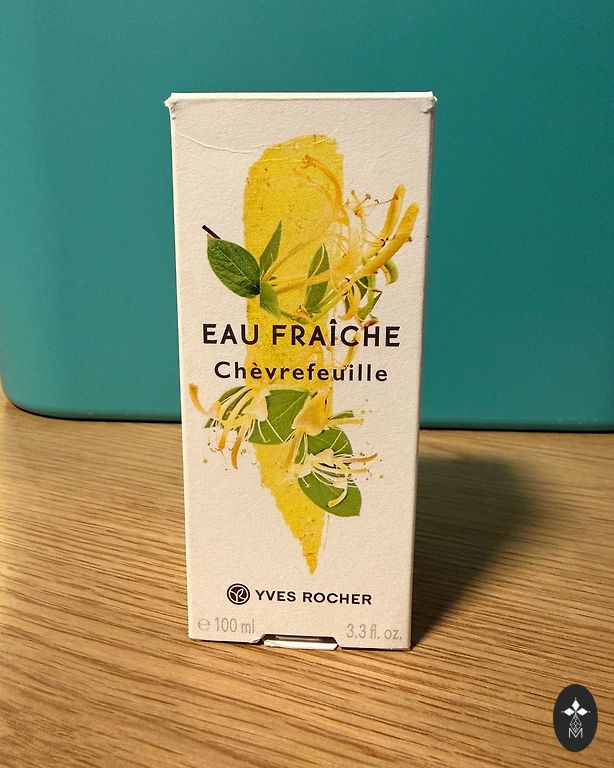 EAU FRAÎCHE
Chèvrefeuille
YVES ROCHER
℮ 100 ml 3.3 fl. oz.
M